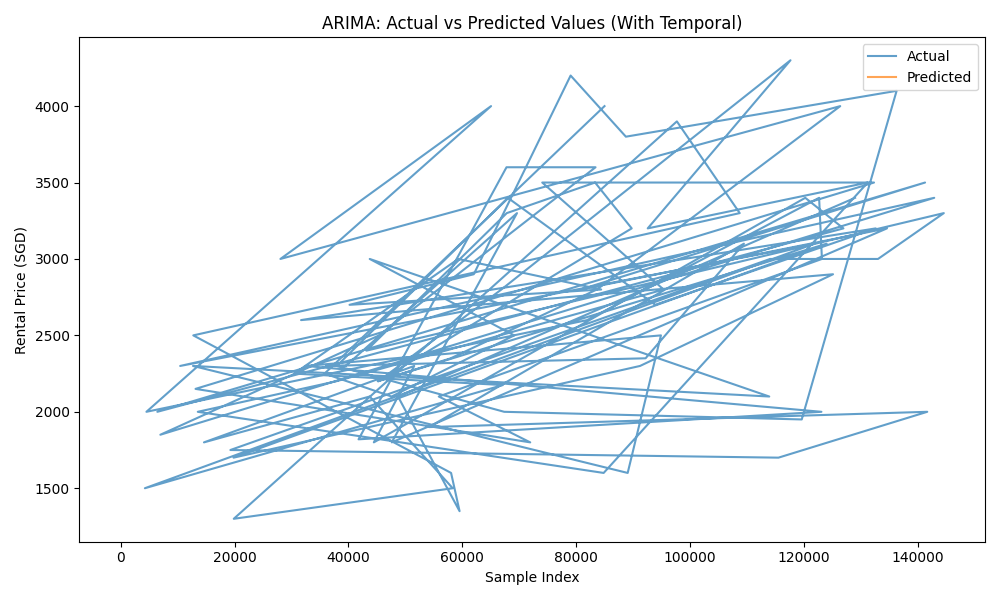 ARIMA: Actual vs Predicted Values (With Temporal)
Actual
Predicted
Rental Price (SGD)
4000
3500
3000
2500
2000
1500
0 20000 40000 60000 80000 100000 120000 140000
Sample Index